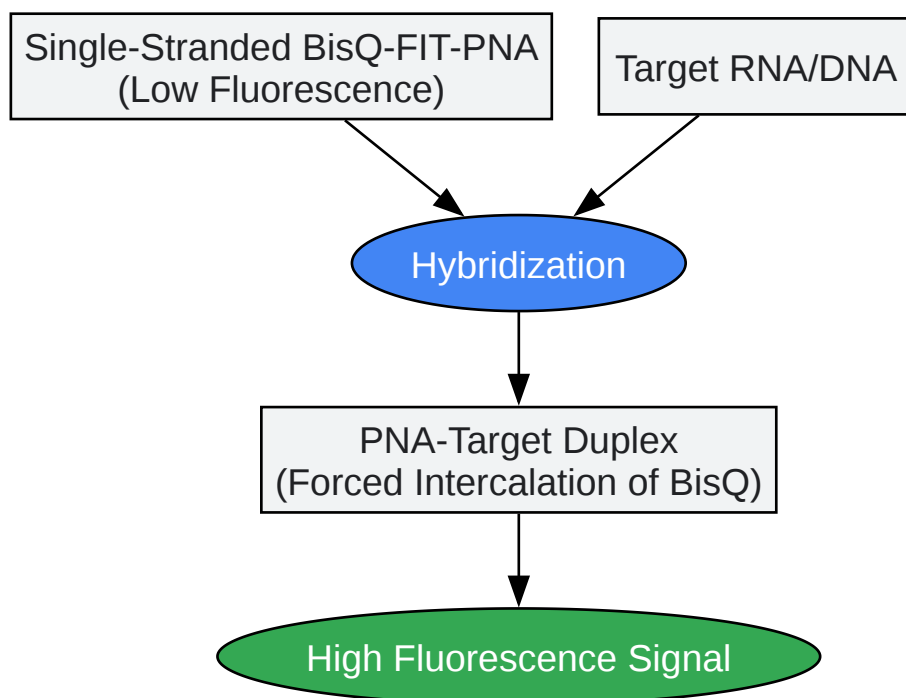 Single-Stranded BisQ-FIT-PNA
(Low Fluorescence)
Target RNA/DNA
Hybridization
PNA-Target Duplex
(Forced Intercalation of BisQ)
High Fluorescence Signal